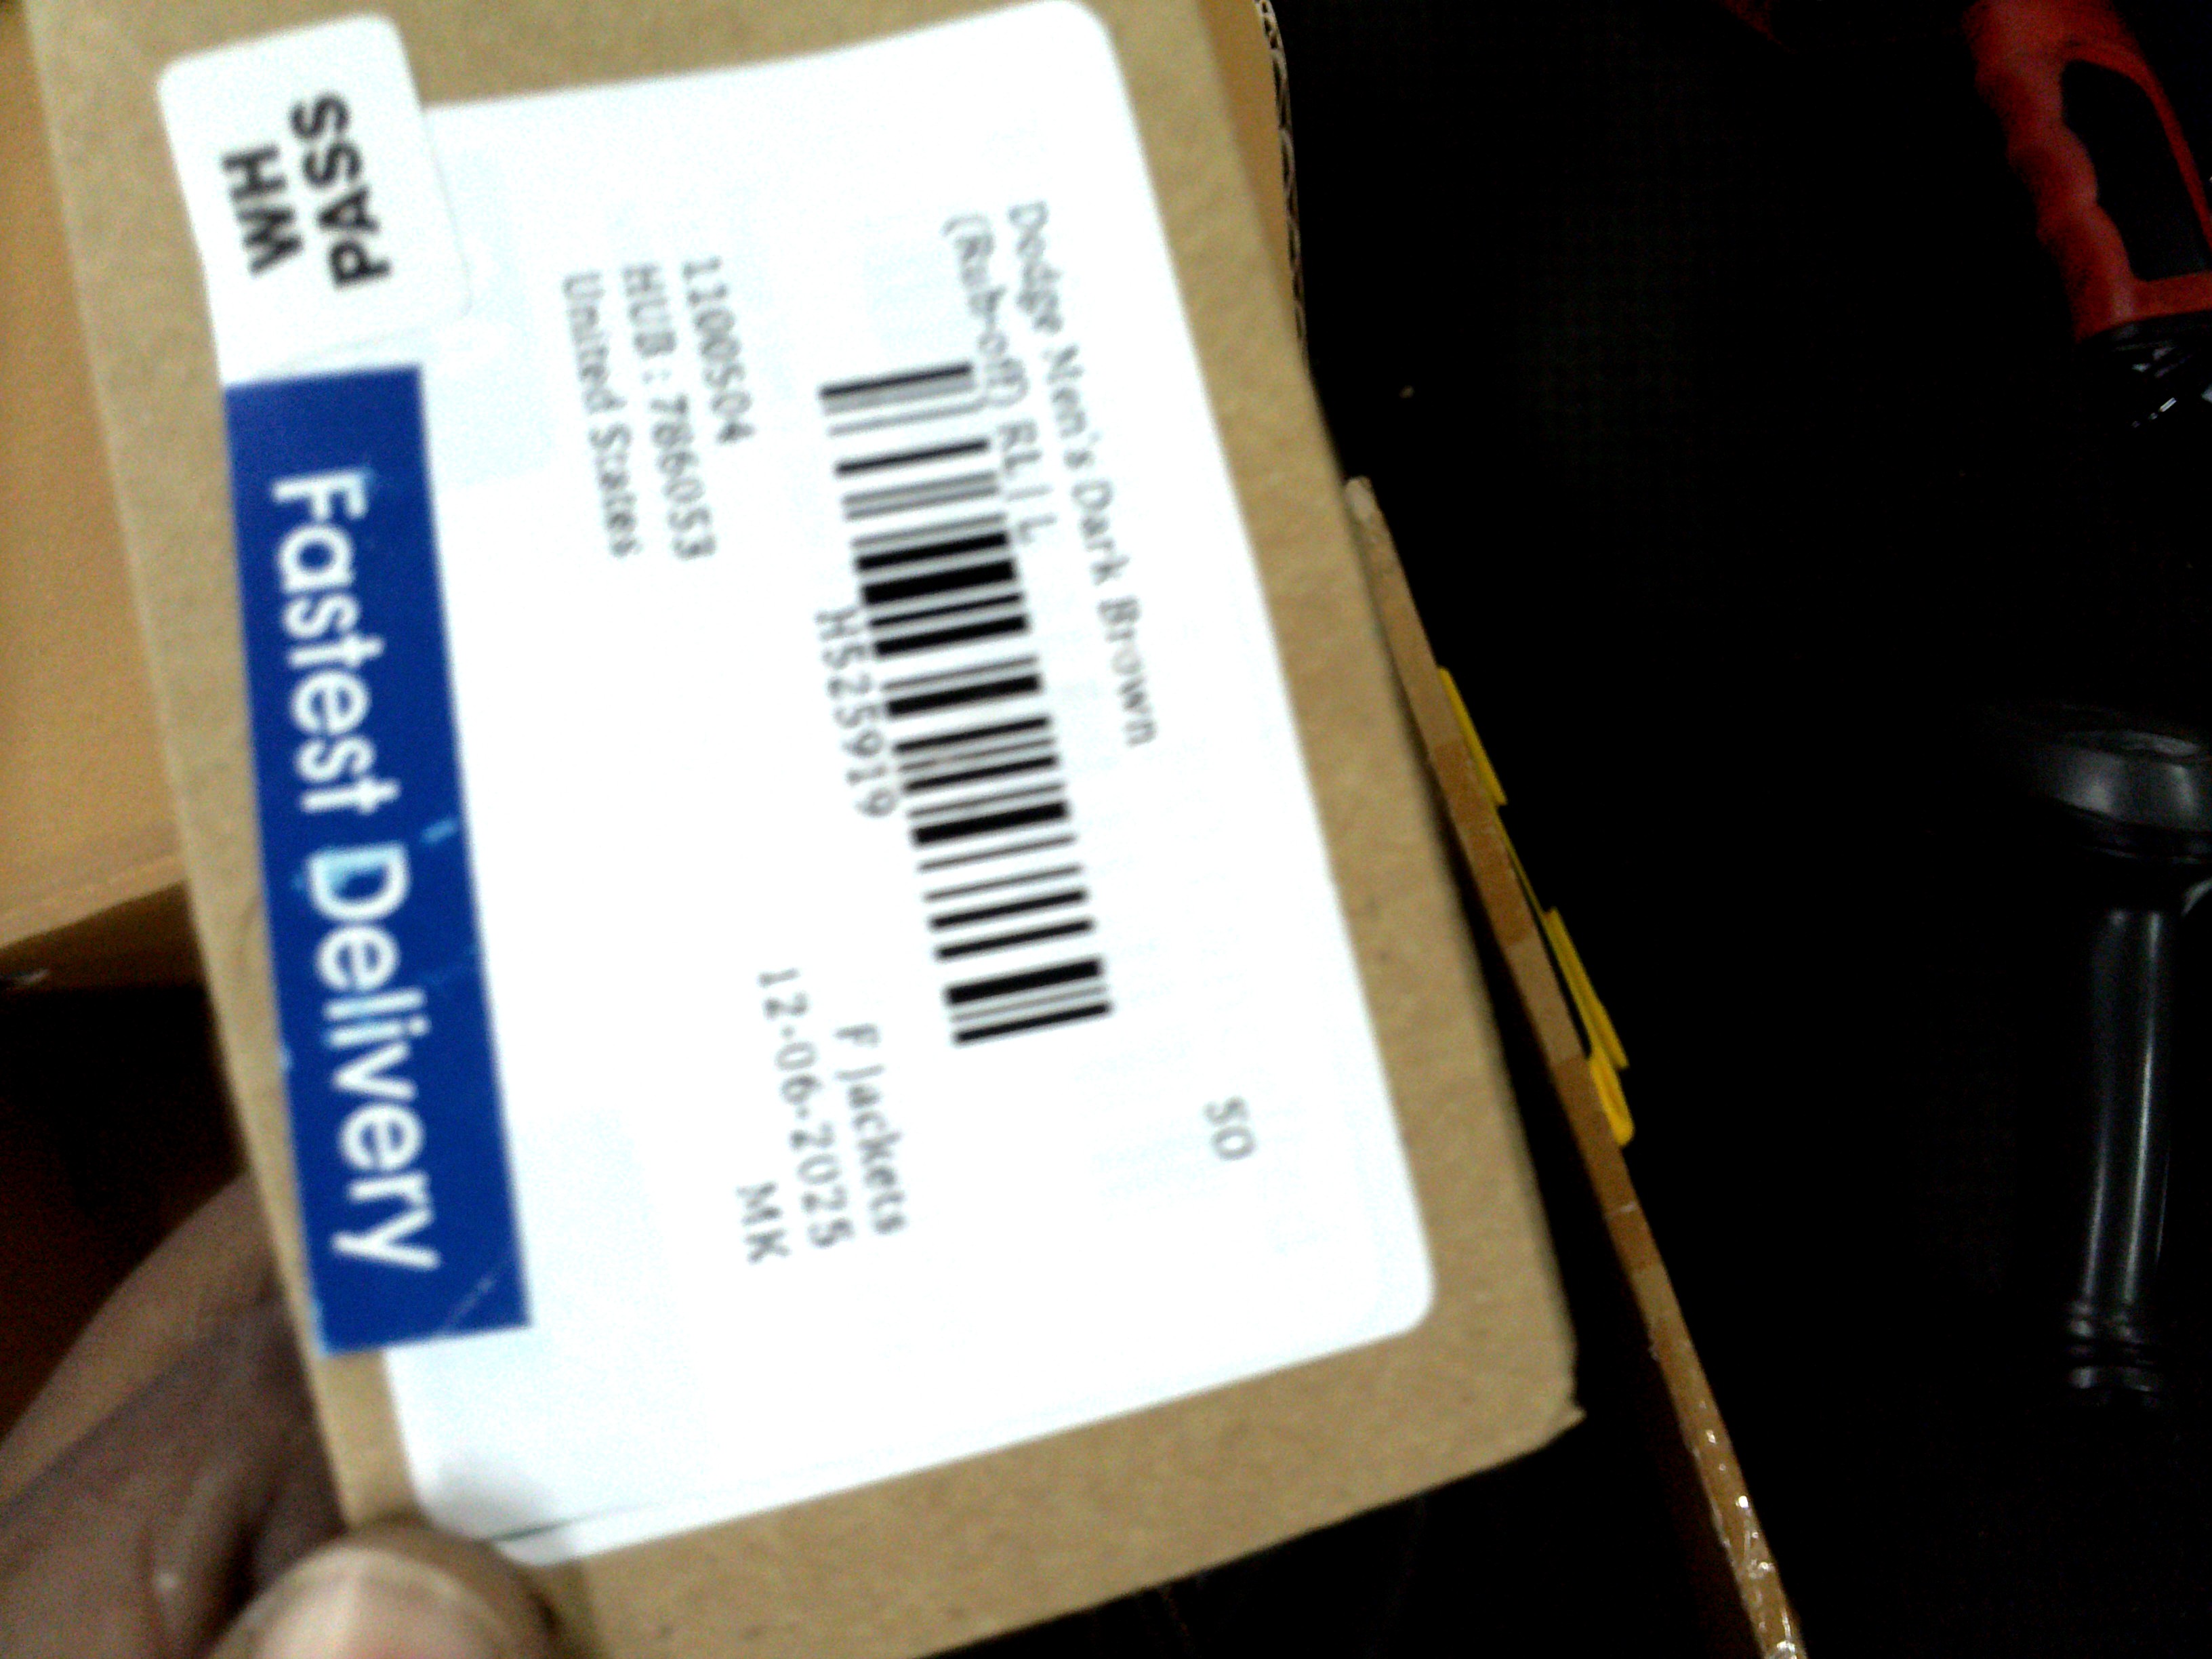 Dodge Men's Dark Brown
(Rub-off) RL | L
SO
H525919
1100504
HUB : 786053
United States
F Jackets
12-06-2025
MK
WH
PASS
Fastest Delivery